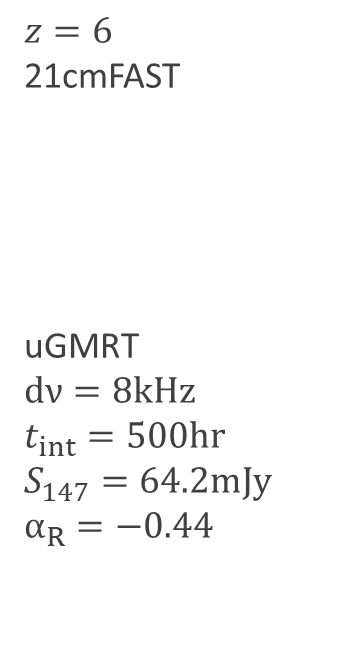 z = 6
21cmFAST
uGMRT
dν = 8kHz
t_int = 500hr
S_147 = 64.2mJy
α_R = −0.44